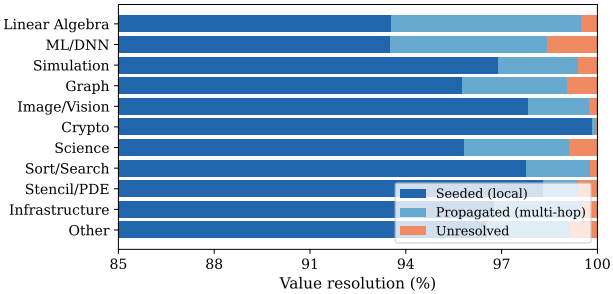 Linear Algebra
ML/DNN
Simulation
Graph
Image/Vision
Crypto
Science
Sort/Search
Stencil/PDE
Infrastructure
Other
Seeded (local)
Propagated (multi-hop)
Unresolved
85 88 91 94 97 100
Value resolution (%)